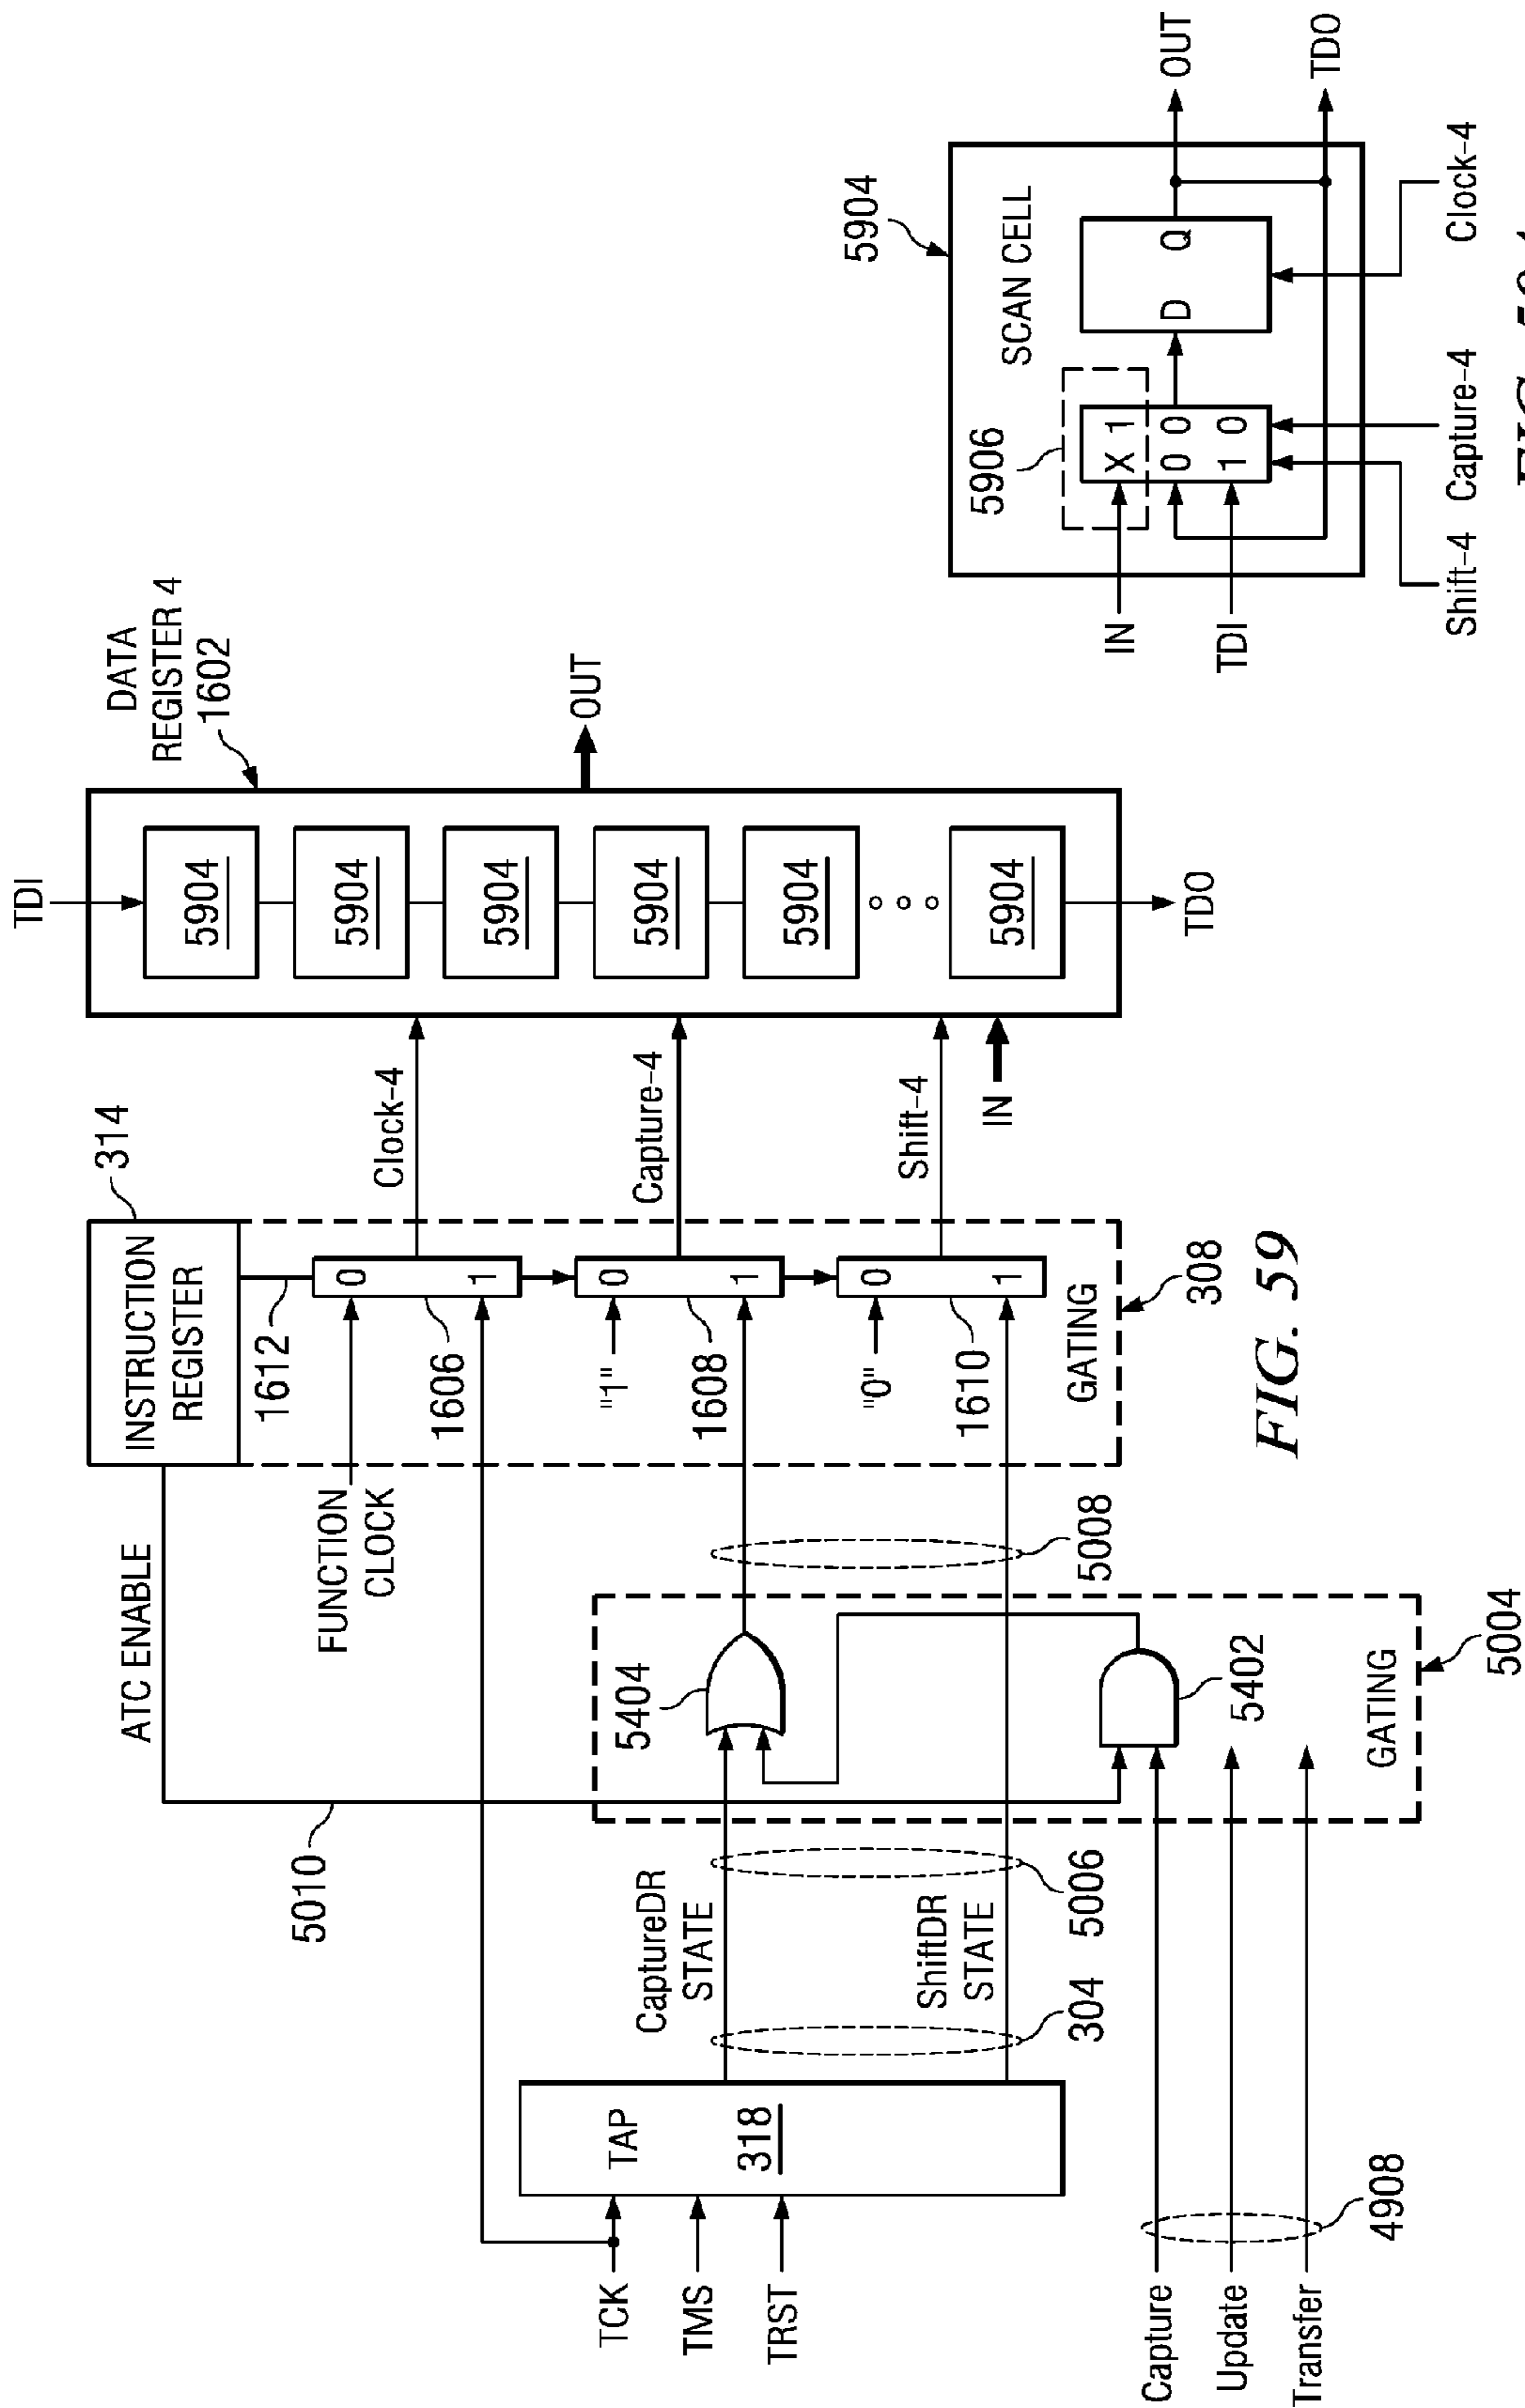 TCK
TMS
TRST
TAP
318
Capture
Update
Transfer
4908
CaptureDR
STATE
ShiftDR
STATE
304
5006
5010
ATC ENABLE
5404
5402
GATING
5004
5008
INSTRUCTION
REGISTER
314
1612
FUNCTION
CLOCK
0
1
1606
"1"
0
1
1608
"0"
0
1
1610
GATING
308
Clock-4
Capture-4
Shift-4
IN
DATA
REGISTER 4
1602
TDI
5904
5904
5904
5904
5904
5904
TDO
OUT
FIG. 59
5904
SCAN CELL
5906
IN
TDI
X 1
0 0
1 0
D Q
OUT
TDO
Shift-4
Capture-4
Clock-4